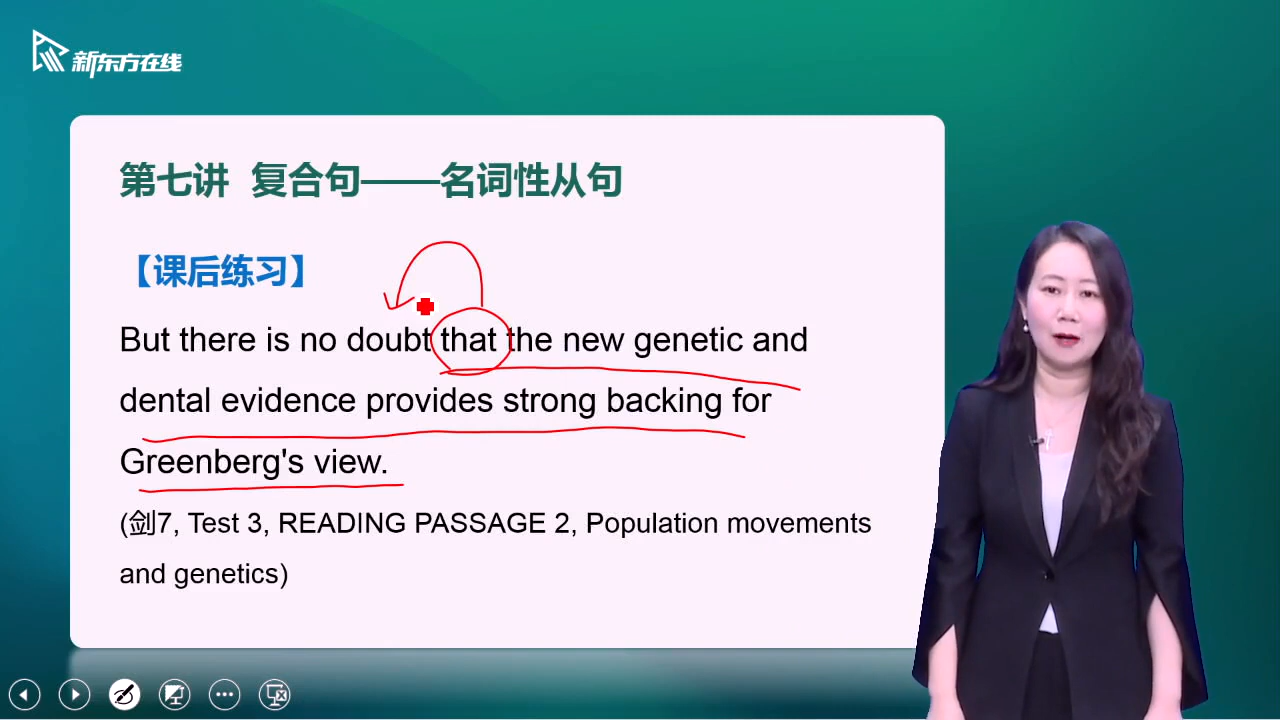 新东方在线
第七讲 复合句——名词性从句
【课后练习】
But there is no doubt that the new genetic and
dental evidence provides strong backing for
Greenberg's view.
(剑7, Test 3, READING PASSAGE 2, Population movements
and genetics)